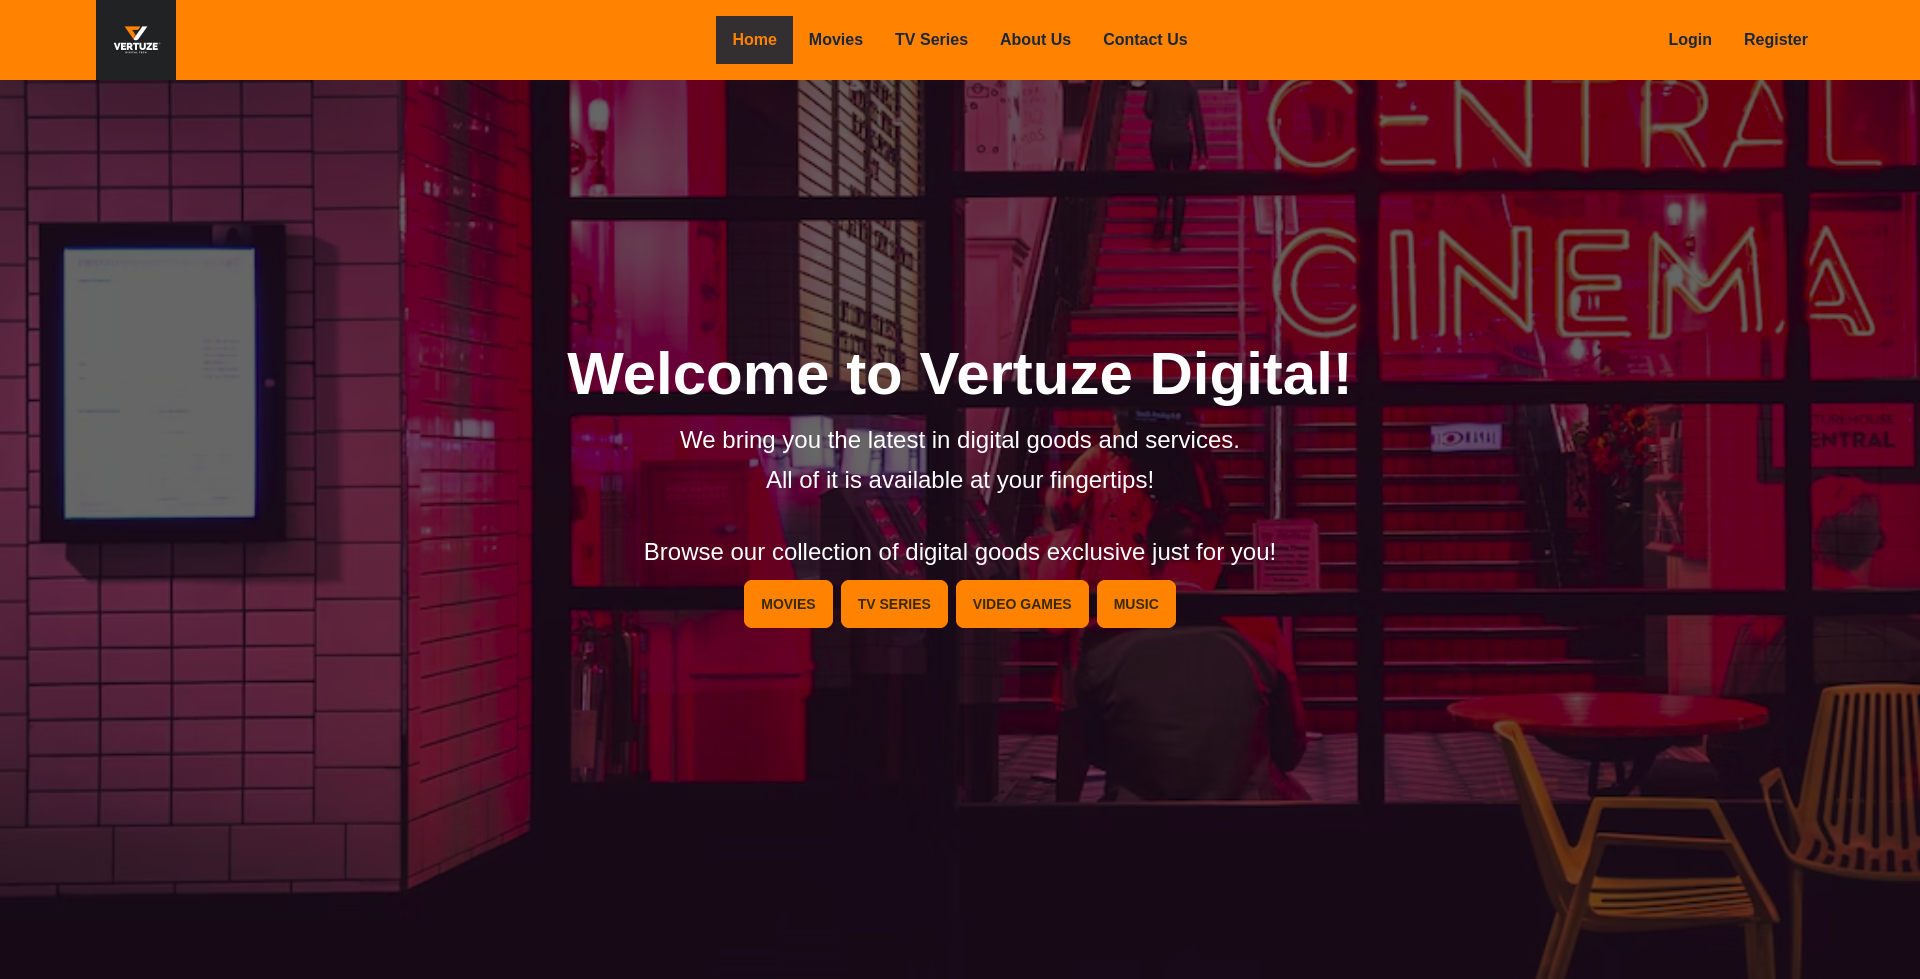 VERTUZE
Home
Movies
TV Series
About Us
Contact Us
Login
Register
CENTRAL
CINEMA
Welcome to Vertuze Digital!
We bring you the latest in digital goods and services.
All of it is available at your fingertips!
Browse our collection of digital goods exclusive just for you!
MOVIES
TV SERIES
VIDEO GAMES
MUSIC